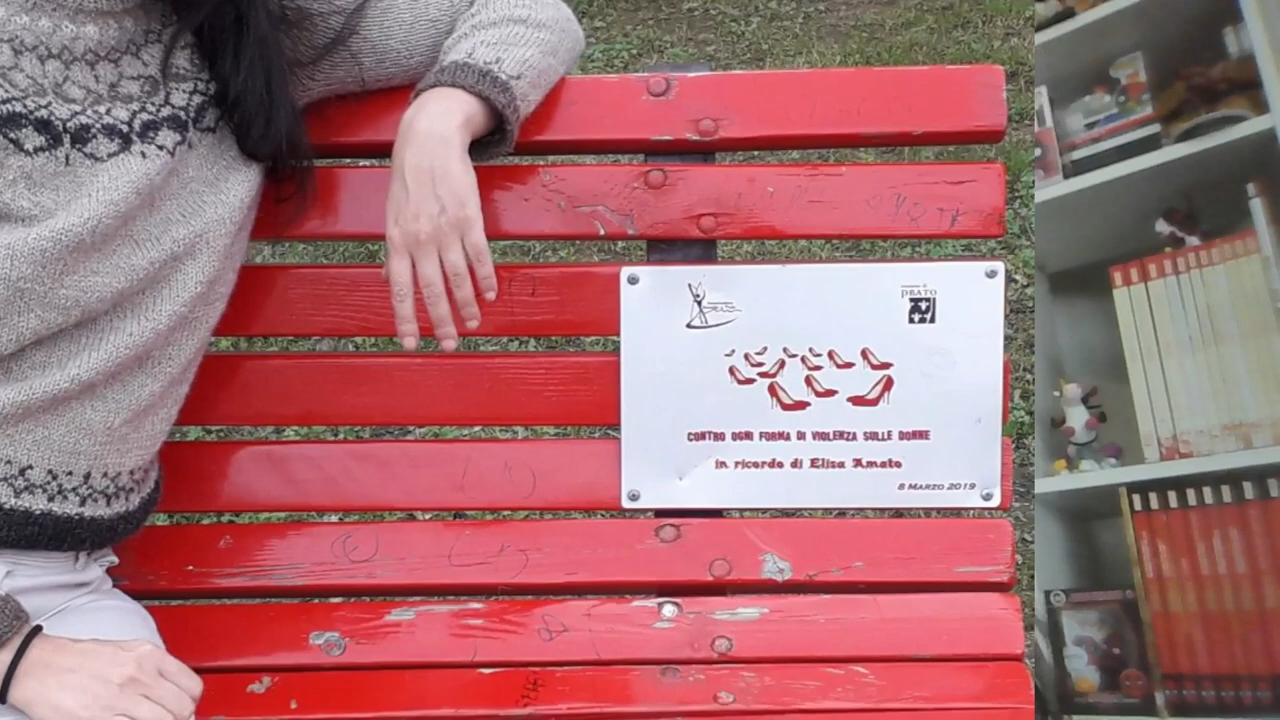 PRATO
CONTRO OGNI FORMA DI VIOLENZA SULLE DONNE
in ricordo di Elisa Amato
8 MARZO 2019